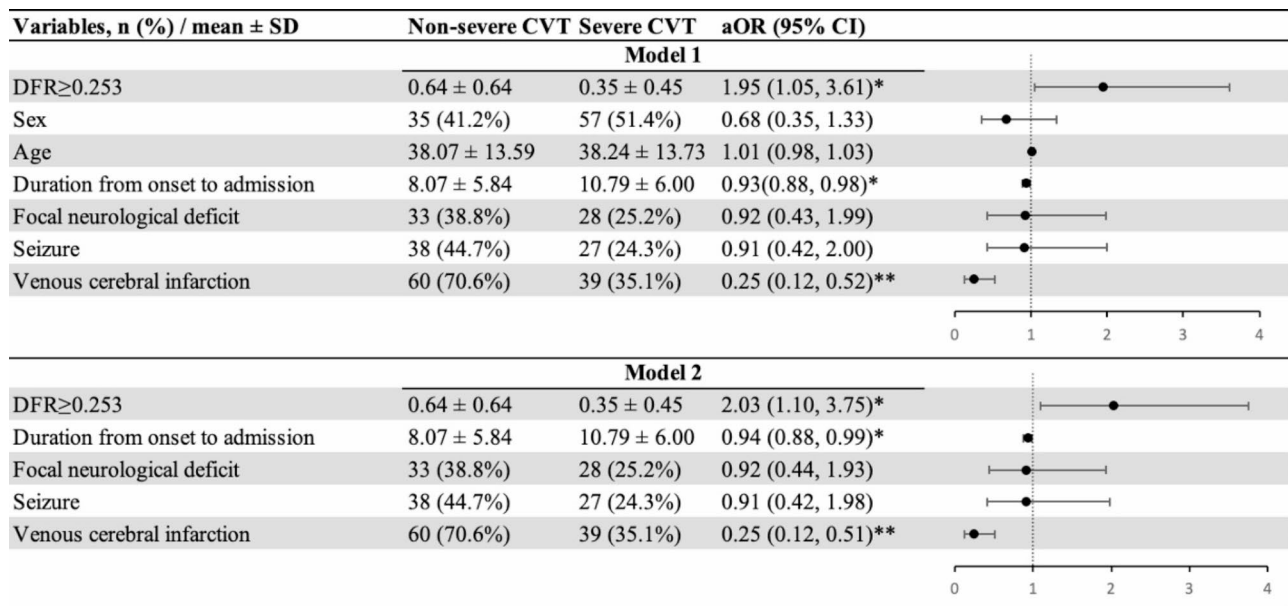 Variables, n (%) / mean ± SD Non-severe CVT Severe CVT aOR (95% CI)
Model 1
DFR≥0.253 0.64 ± 0.64 0.35 ± 0.45 1.95 (1.05, 3.61)*
Sex 35 (41.2%) 57 (51.4%) 0.68 (0.35, 1.33)
Age 38.07 ± 13.59 38.24 ± 13.73 1.01 (0.98, 1.03)
Duration from onset to admission 8.07 ± 5.84 10.79 ± 6.00 0.93(0.88, 0.98)*
Focal neurological deficit 33 (38.8%) 28 (25.2%) 0.92 (0.43, 1.99)
Seizure 38 (44.7%) 27 (24.3%) 0.91 (0.42, 2.00)
Venous cerebral infarction 60 (70.6%) 39 (35.1%) 0.25 (0.12, 0.52)**
0 1 2 3 4
Model 2
DFR≥0.253 0.64 ± 0.64 0.35 ± 0.45 2.03 (1.10, 3.75)*
Duration from onset to admission 8.07 ± 5.84 10.79 ± 6.00 0.94 (0.88, 0.99)*
Focal neurological deficit 33 (38.8%) 28 (25.2%) 0.92 (0.44, 1.93)
Seizure 38 (44.7%) 27 (24.3%) 0.91 (0.42, 1.98)
Venous cerebral infarction 60 (70.6%) 39 (35.1%) 0.25 (0.12, 0.51)**
0 1 2 3 4